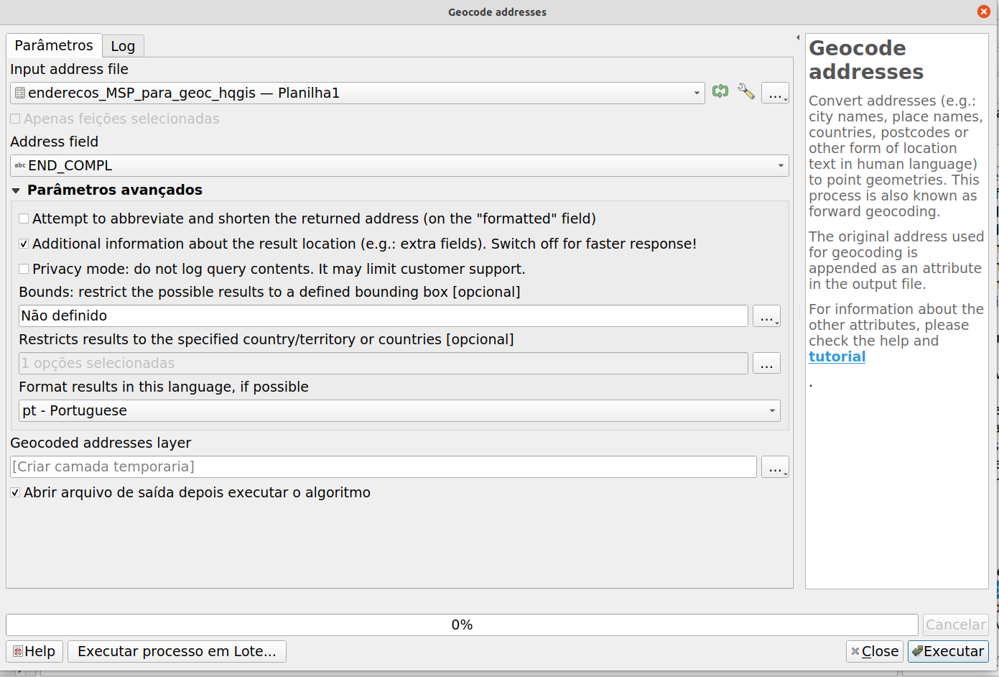 Geocode addresses
Parâmetros
Log
Input address file
enderecos_MSP_para_geoc_hqgis — Planilha1
...
Apenas feições selecionadas
Address field
abc END_COMPL
Parâmetros avançados
Attempt to abbreviate and shorten the returned address (on the "formatted" field)
Additional information about the result location (e.g.: extra fields). Switch off for faster response!
Privacy mode: do not log query contents. It may limit customer support.
Bounds: restrict the possible results to a defined bounding box [opcional]
Não definido
...
Restricts results to the specified country/territory or countries [opcional]
1 opções selecionadas
...
Format results in this language, if possible
pt - Portuguese
Geocoded addresses layer
[Criar camada temporaria]
...
Abrir arquivo de saída depois executar o algoritmo
Geocode
addresses
Convert addresses (e.g.:
city names, place names,
countries, postcodes or
other form of location
text in human language)
to point geometries. This
process is also known as
forward geocoding.
The original address used
for geocoding is
appended as an attribute
in the output file.
For information about the
other attributes, please
check the help and
tutorial
.
0%
Cancelar
Help
Executar processo em Lote...
Close
Executar